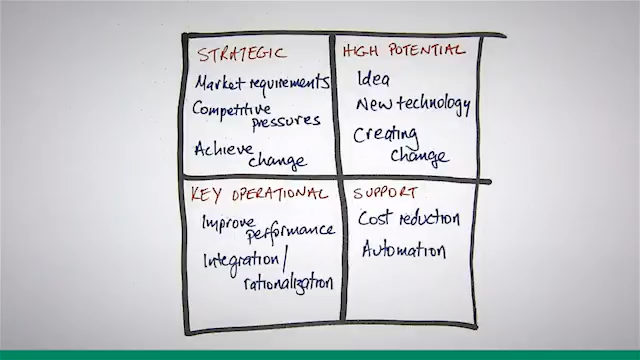 STRATEGIC
Market requirements
Competitive
pressures
Achieve
change
HIGH POTENTIAL
Idea
New technology
Creating
change
KEY OPERATIONAL
Improve
performance
Integration/
rationalization
SUPPORT
Cost reduction
Automation